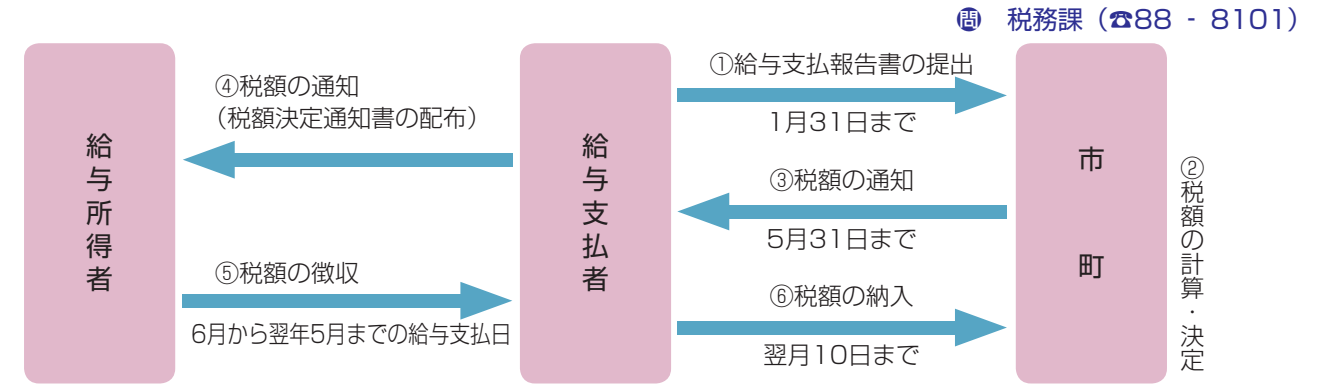 問 税務課（☎88 - 8101）
給与所得者
④税額の通知
（税額決定通知書の配布）
⑤税額の徴収
6月から翌年5月までの給与支払日
給与支払者
①給与支払報告書の提出
1月31日まで
③税額の通知
5月31日まで
⑥税額の納入
翌月10日まで
市町
②税額の計算・決定